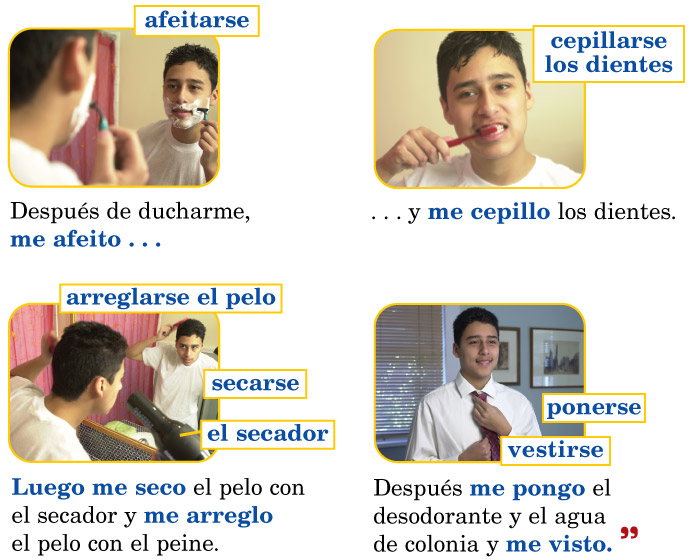 afeitarse
Después de ducharme,
me afeito . . .
cepillarse
los dientes
. . . y me cepillo los dientes.
arreglarse el pelo
secarse
el secador
Luego me seco el pelo con
el secador y me arreglo
el pelo con el peine.
ponerse
vestirse
Después me pongo el
desodorante y el agua
de colonia y me visto.”